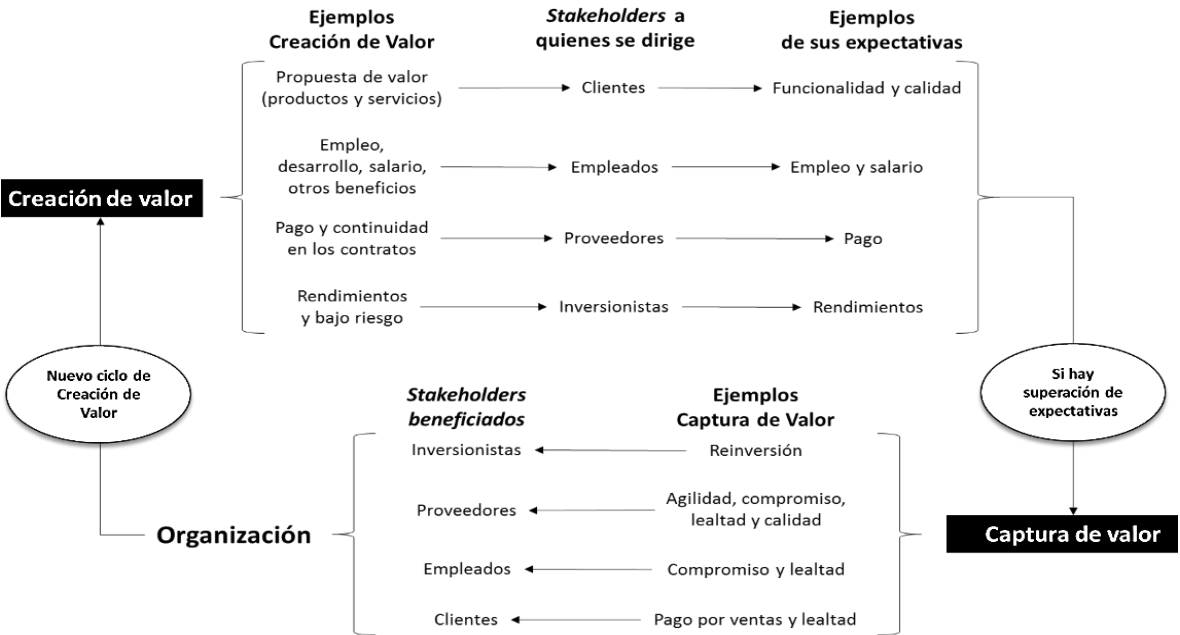 Ejemplos
Creación de Valor
Stakeholders a
quienes se dirige
Ejemplos
de sus expectativas
Propuesta de valor
(productos y servicios)
Clientes
Funcionalidad y calidad
Empleo,
desarrollo, salario,
otros beneficios
Empleados
Empleo y salario
Creación de valor
Pago y continuidad
en los contratos
Proveedores
Pago
Rendimientos
y bajo riesgo
Inversionistas
Rendimientos
Nuevo ciclo de
Creación de
Valor
Si hay
superación de
expectativas
Stakeholders
beneficiados
Ejemplos
Captura de Valor
Inversionistas
Reinversión
Proveedores
Agilidad, compromiso,
lealtad y calidad
Organización
Captura de valor
Empleados
Compromiso y lealtad
Clientes
Pago por ventas y lealtad